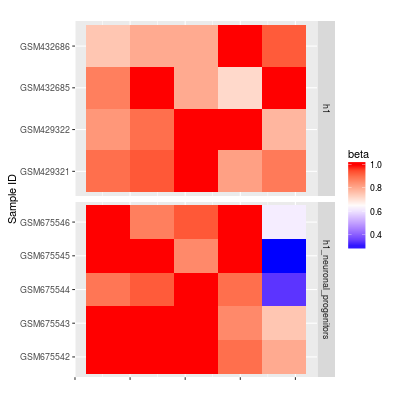 Sample ID
GSM432686
GSM432685
GSM429322
GSM429321
h1
GSM675546
GSM675545
GSM675544
GSM675543
GSM675542
h1_neuronal_progenitors
beta
1.0
0.8
0.6
0.4